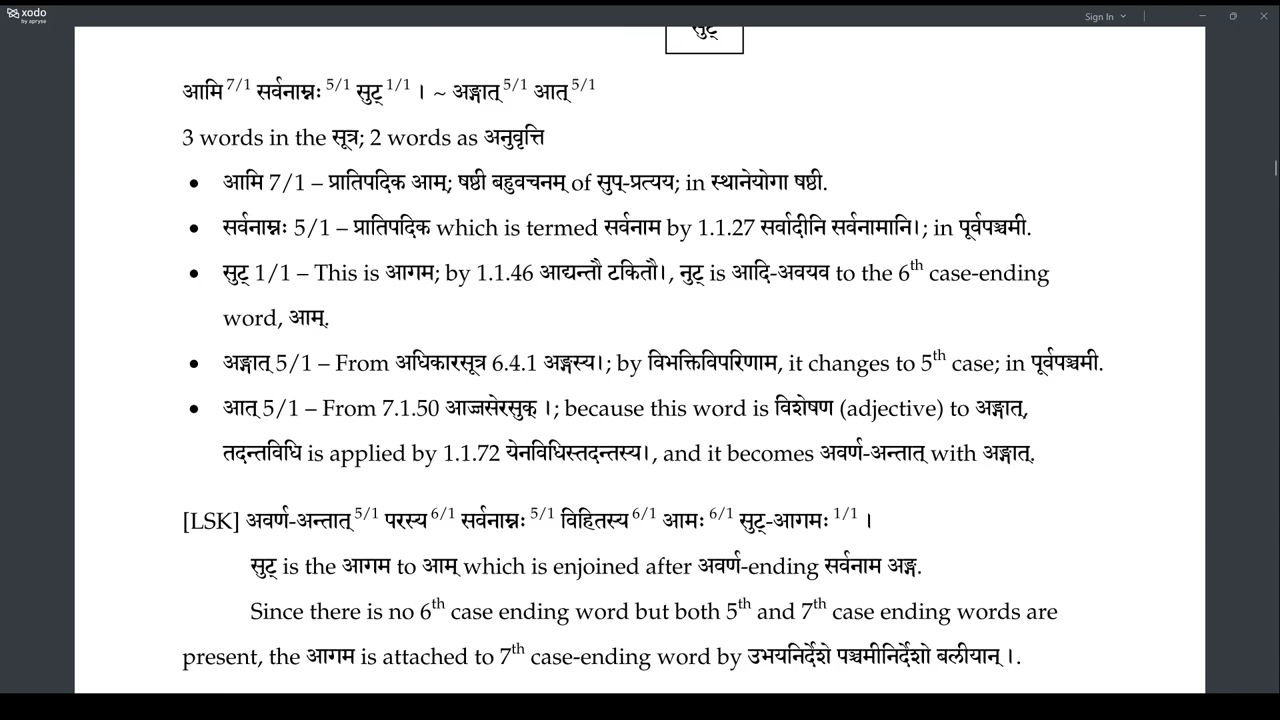 xodo
by apryse
Sign In
सुट्
आमि 7/1 सर्वनाम्नः 5/1 सुट् 1/1 । ~ अङ्गात् 5/1 आत् 5/1
3 words in the सूत्र; 2 words as अनुवृत्ति
• आमि 7/1 – प्रातिपदिक आम्; षष्ठी बहुवचनम् of सुप्-प्रत्यय; in स्थानेयोगा षष्ठी.
• सर्वनाम्नः 5/1 – प्रातिपदिक which is termed सर्वनाम by 1.1.27 सर्वादीनि सर्वनामानि।; in पूर्वपञ्चमी.
• सुट् 1/1 – This is आगम; by 1.1.46 आद्यन्तौ टकितौ।, नुट् is आदि-अवयव to the 6th case-ending
word, आम्.
• अङ्गात् 5/1 – From अधिकारसूत्र 6.4.1 अङ्गस्य।; by विभक्तिविपरिणाम, it changes to 5th case; in पूर्वपञ्चमी.
• आत् 5/1 – From 7.1.50 आज्जसेरसुक् ।; because this word is विशेषण (adjective) to अङ्गात्,
तदन्तविधि is applied by 1.1.72 येनविधिस्तदन्तस्य।, and it becomes अवर्ण-अन्तात् with अङ्गात्.
[LSK] अवर्ण-अन्तात् 5/1 परस्य 6/1 सर्वनाम्नः 5/1 विहितस्य 6/1 आमः 6/1 सुट्-आगमः 1/1 ।
सुट् is the आगम to आम् which is enjoined after अवर्ण-ending सर्वनाम अङ्ग.
Since there is no 6th case ending word but both 5th and 7th case ending words are
present, the आगम is attached to 7th case-ending word by उभयनिर्देशे पञ्चमीनिर्देशो बलीयान् ।.